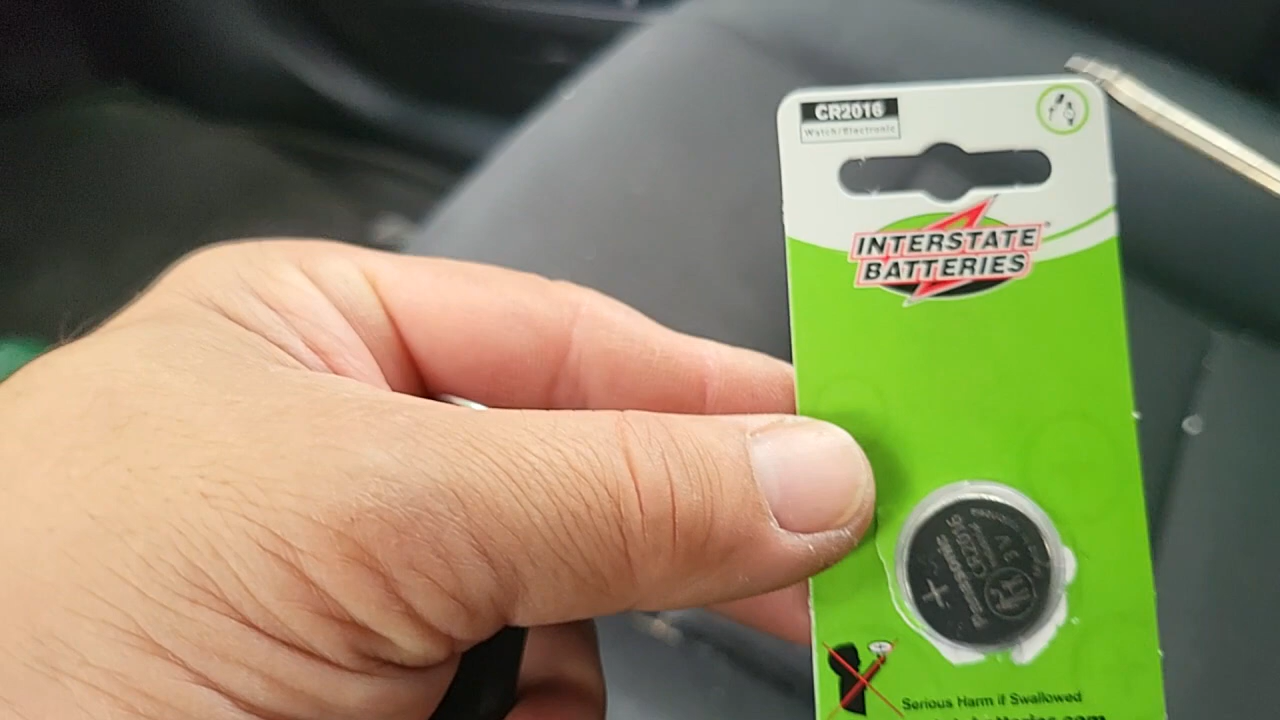 CR2016
Watch/Electronic
INTERSTATE
BATTERIES
Panasonic
CR2016
3V
+
Serious Harm if Swallowed